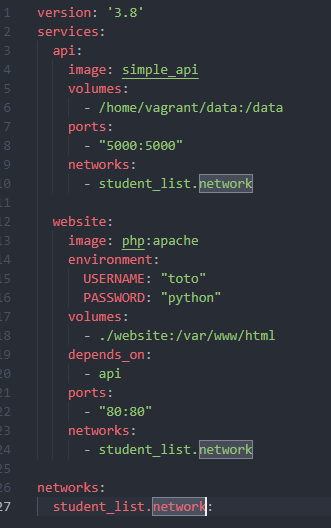 1 version: '3.8'
2 services:
3   api:
4     image: simple_api
5     volumes:
6       - /home/vagrant/data:/data
7     ports:
8       - "5000:5000"
9     networks:
10       - student_list.network
11
12   website:
13     image: php:apache
14     environment:
15       USERNAME: "toto"
16       PASSWORD: "python"
17     volumes:
18       - ./website:/var/www/html
19     depends_on:
20       - api
21     ports:
22       - "80:80"
23     networks:
24       - student_list.network
25
26 networks:
27   student_list.network: